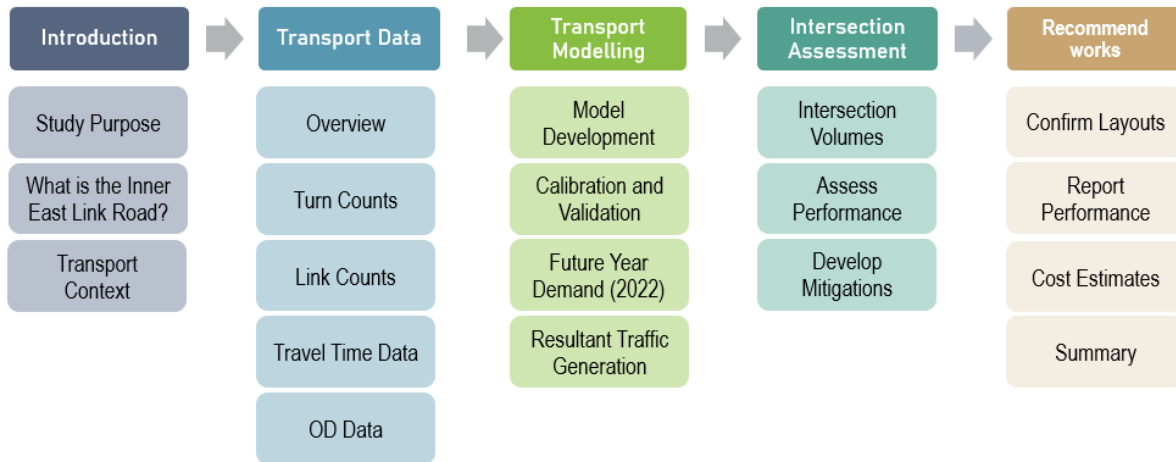 Introduction
Transport Data
Transport
Modelling
Intersection
Assessment
Recommend
works
Study Purpose
What is the Inner
East Link Road?
Transport
Context
Overview
Turn Counts
Link Counts
Travel Time Data
OD Data
Model
Development
Calibration and
Validation
Future Year
Demand (2022)
Resultant Traffic
Generation
Intersection
Volumes
Assess
Performance
Develop
Mitigations
Confirm Layouts
Report
Performance
Cost Estimates
Summary